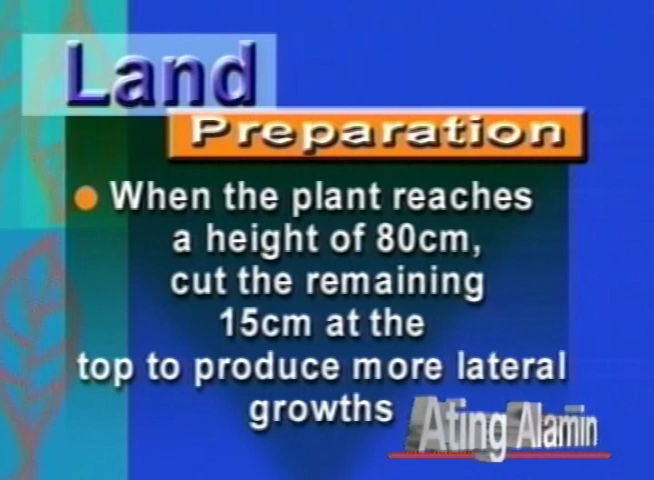 Land
Preparation
When the plant reaches
a height of 80cm,
cut the remaining
15cm at the
top to produce more lateral
growths
Ating Alamin